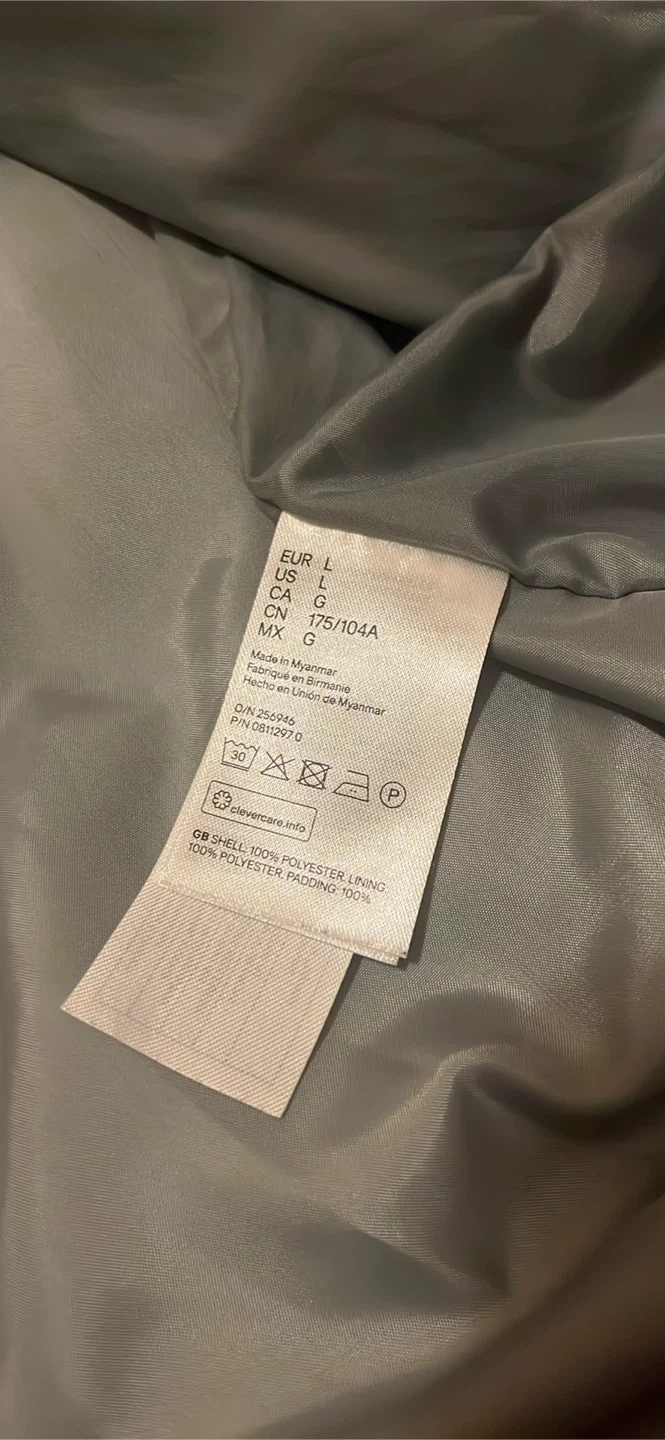 EUR L
US L
CA G
CN 175/104A
MX G
Made in Myanmar
Fabriqué en Birmanie
Hecho en Unión de Myanmar
O/N 256946
P/N 0811297 0
30
P
clevercare.info
GB SHELL. 100% POLYESTER. LINING.
100% POLYESTER. PADDING. 100%